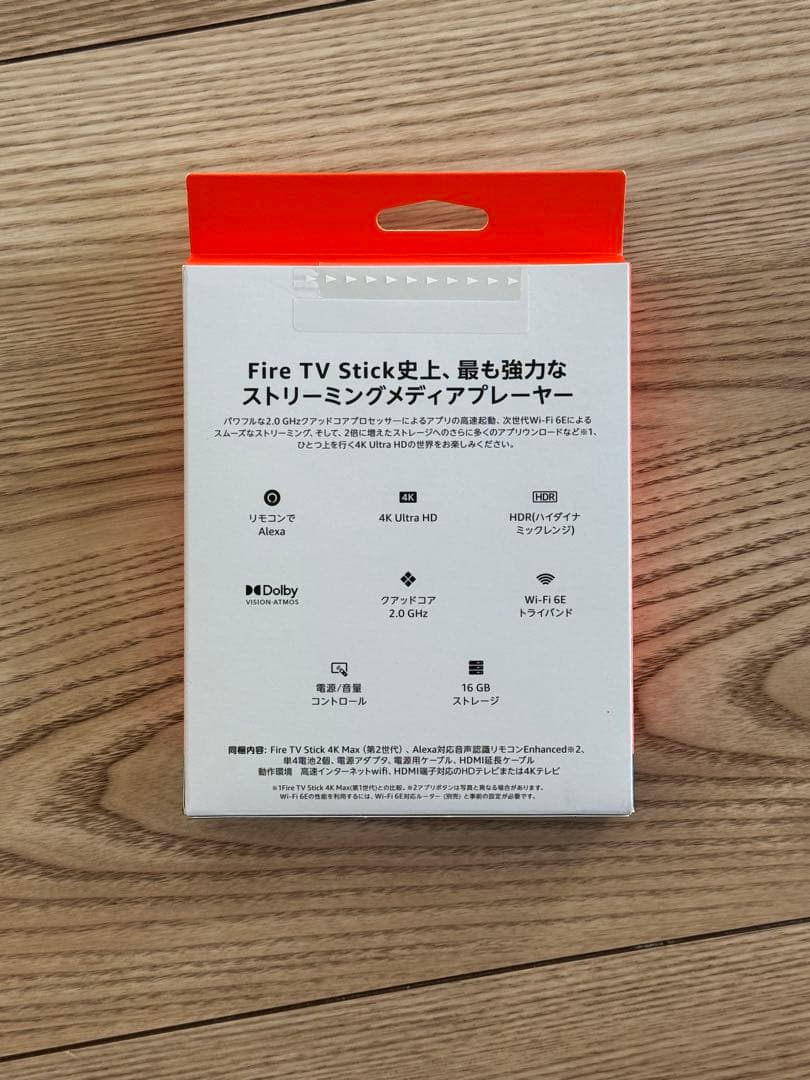 Fire TV Stick史上、最も強力な
ストリーミングメディアプレーヤー
パワフルな2.0 GHzクアッドコアプロセッサーによるアプリの高速起動、次世代Wi-Fi 6Eによる
スムーズなストリーミング、そして、2倍に増えたストレージへのさらに多くのアプリウンロードなど※1、
ひとつ上を行く4K Ultra HDの世界をお楽しみください。
リモコンで
Alexa
4K
4K Ultra HD
HDR
HDR(ハイダイナ
ミックレンジ)
Dolby
VISION·ATMOS
クアッドコア
2.0 GHz
Wi-Fi 6E
トライバンド
電源/音量
コントロール
16 GB
ストレージ
同梱内容: Fire TV Stick 4K Max（第2世代）、Alexa対応音声認識リモコンEnhanced※2、
単4電池2個、電源アダプタ、電源用ケーブル、HDMI延長ケーブル
動作環境 高速インターネットwifi、HDMI端子対応のHDテレビまたは4Kテレビ
※1Fire TV Stick 4K Max(第1世代)との比較。※2アプリボタンは写真と異なる場合があります。
Wi-Fi 6Eの性能を利用するには、Wi-Fi 6E対応ルーター（別売）と事前の設定が必要です。